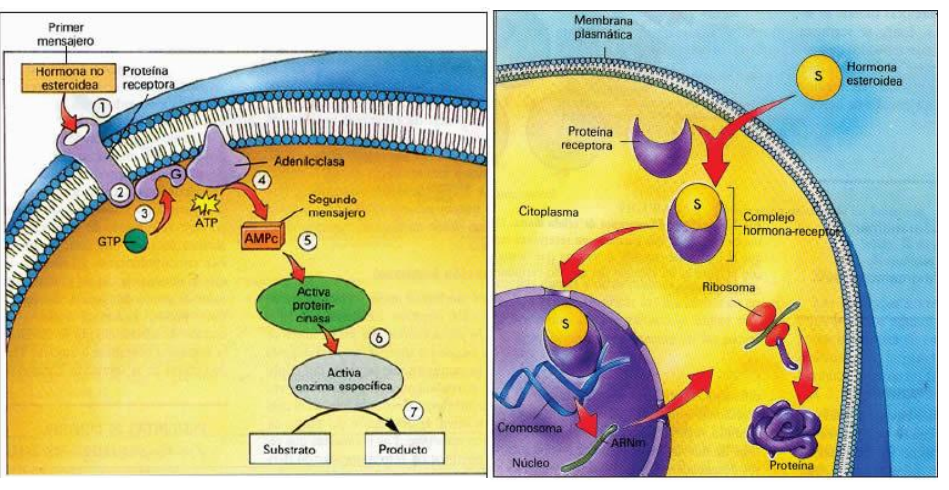 Primer
mensajero
Hormona no
esteroidea
Proteína
receptora
1
2
3
G
GTP
ATP
Adenilciclasa
4
Segundo
mensajero
AMPc
5
Activa
protein-
cinasa
6
Activa
enzima específica
7
Substrato
Producto
Membrana
plasmática
S
Hormona
esteroidea
Proteína
receptora
S
Citoplasma
Complejo
hormona-receptor
Ribosoma
S
Cromosoma
ARNm
Núcleo
Proteína